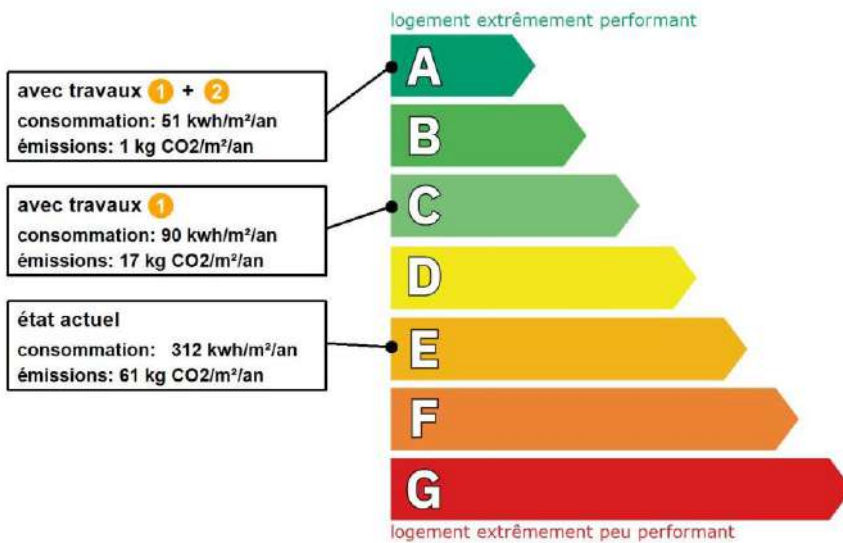 logement extrêmement performant
avec travaux 1 + 2
consommation: 51 kwh/m²/an
émissions: 1 kg CO2/m²/an
avec travaux 1
consommation: 90 kwh/m²/an
émissions: 17 kg CO2/m²/an
état actuel
consommation: 312 kwh/m²/an
émissions: 61 kg CO2/m²/an
A
B
C
D
E
F
G
logement extrêmement peu performant